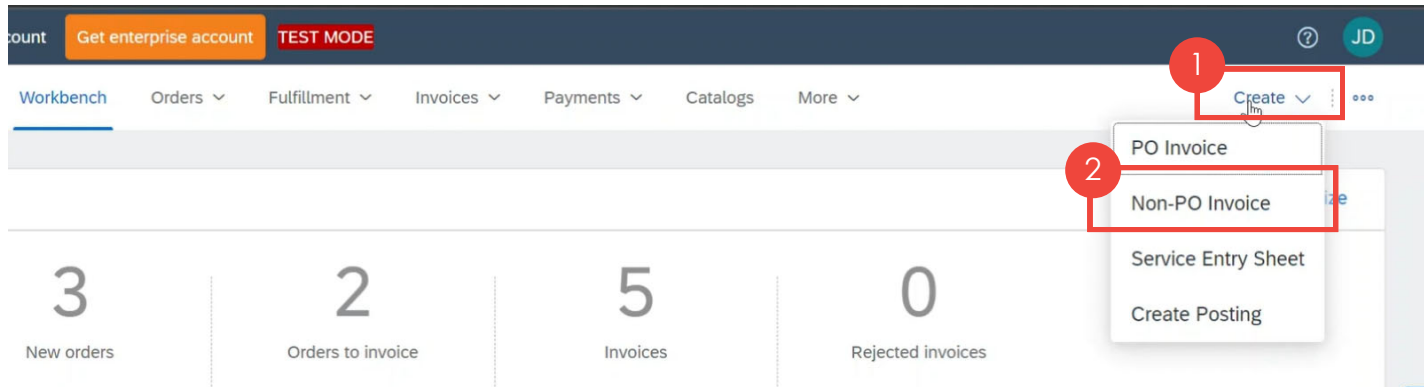 count Get enterprise account TEST MODE ? JD
1
Workbench Orders Fulfillment Invoices Payments Catalogs More Create
PO Invoice
2
Non-PO Invoice ize
Service Entry Sheet
3 2 5 0
Create Posting
New orders Orders to invoice Invoices Rejected invoices